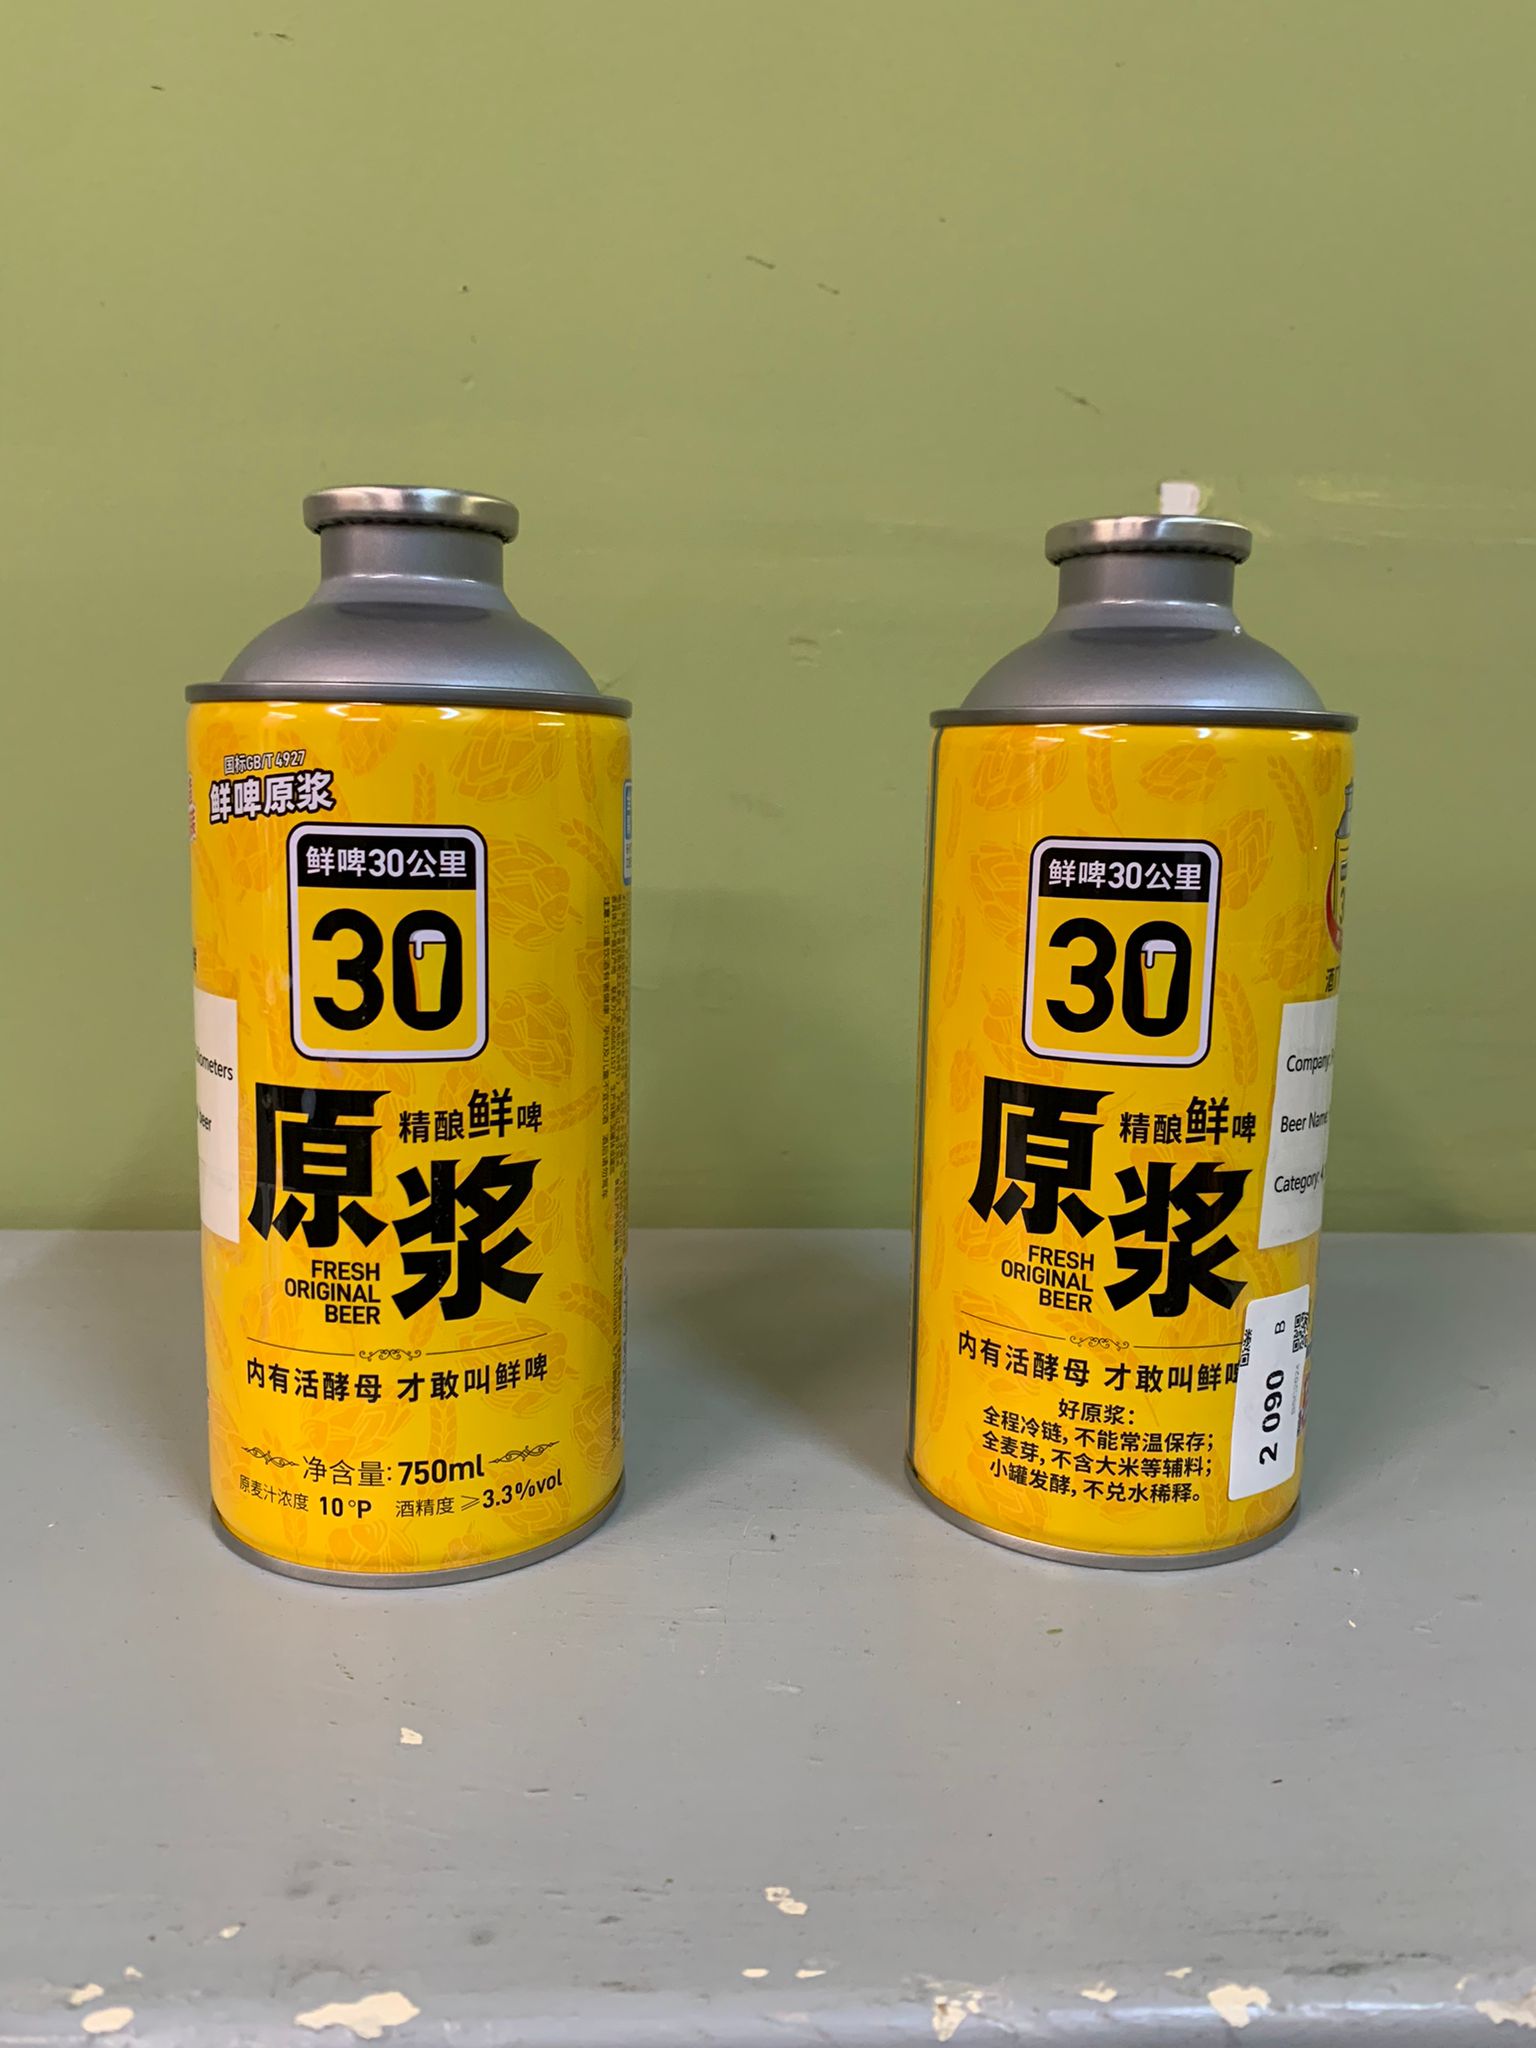 国标GB/T 4927
鲜啤原浆
鲜啤30公里
30
原浆
精酿鲜啤
FRESH
ORIGINAL
BEER
内有活酵母 才敢叫鲜啤
净含量: 750ml
原麦汁浓度 10°P 酒精度 ≥3.3%vol
beer
鲜啤30公里
30
原浆
精酿鲜啤
FRESH
ORIGINAL
BEER
内有活酵母 才敢叫鲜啤
好原浆：
全程冷链，不能常温保存；
全麦芽，不含大米等辅料；
小罐发酵，不兑水稀释。
Company
Beer Name
Category
2 090 B